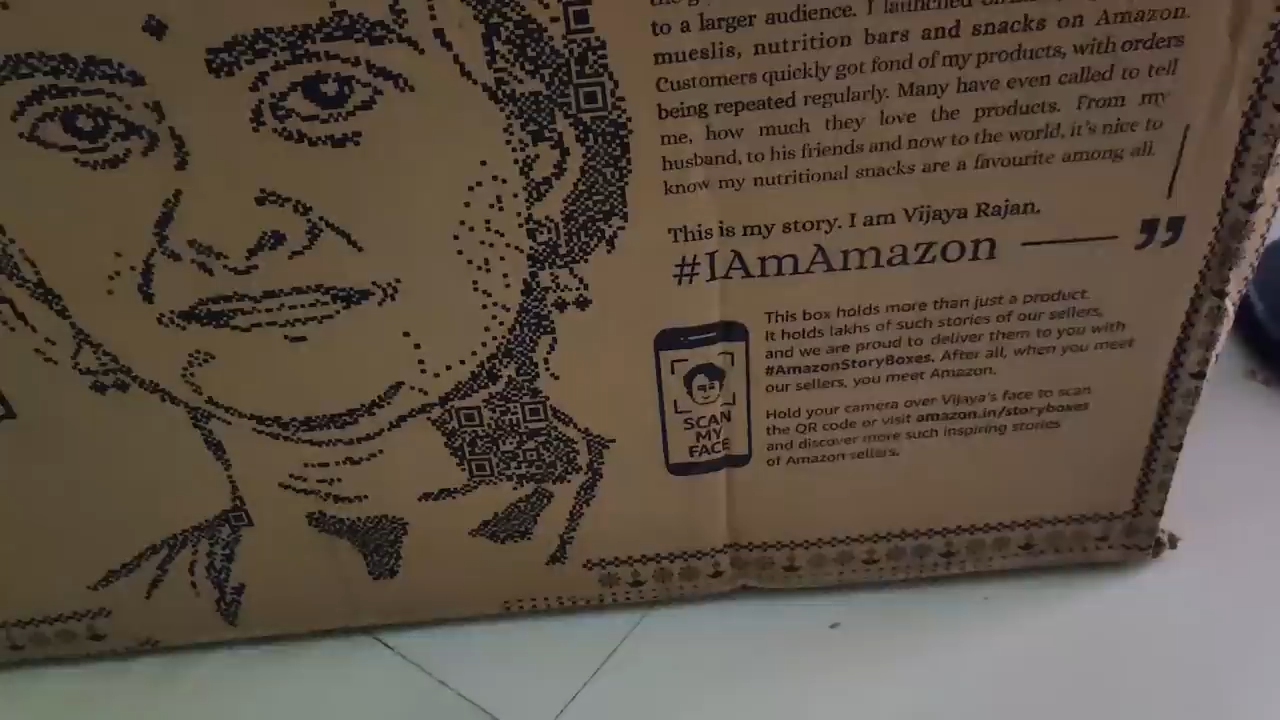 to a larger audience. I launched
mueslis, nutrition bars and snacks on Amazon.
Customers quickly got fond of my products, with orders
being repeated regularly. Many have even called to tell
me, how much they love the products. From my
husband, to his friends and now to the world, it's nice to
know my nutritional snacks are a favourite among all.
This is my story. I am Vijaya Rajan.
#IAmAmazon ”
This box holds more than just a product.
It holds lakhs of such stories of our sellers,
and we are proud to deliver them to you with
#AmazonStoryBoxes. After all, when you meet
our sellers, you meet Amazon.
SCAN
MY
FACE
Hold your camera over Vijaya's face to scan
the QR code or visit amazon.in/storyboxes
and discover more such inspiring stories
of Amazon sellers.